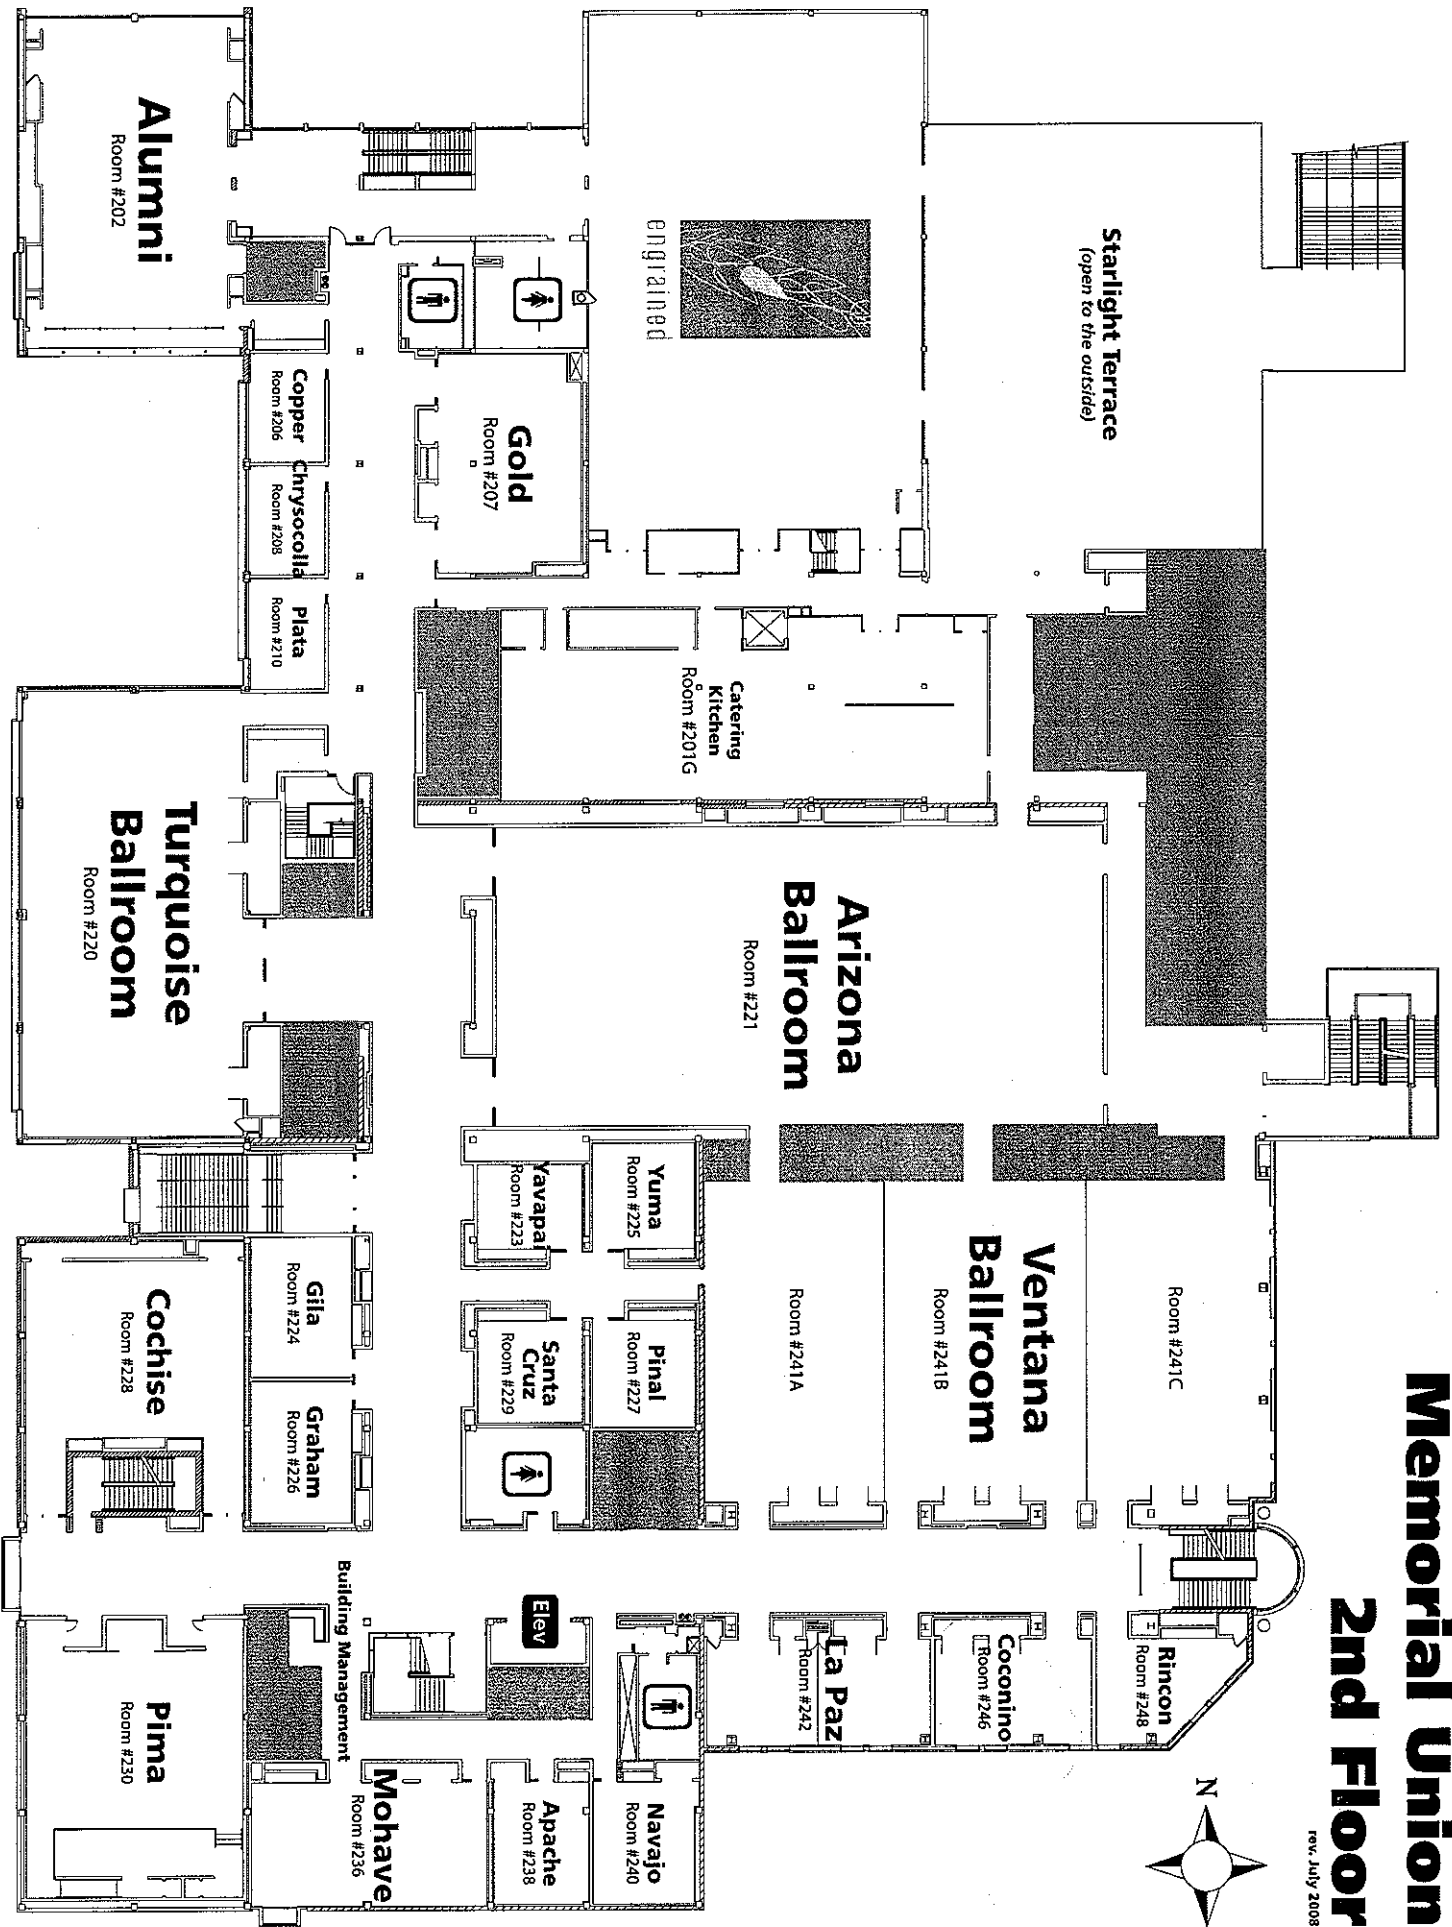 Memorial Union
2nd Floor
rev. July 2008
N
Starlight Terrace
(open to the outside)
engrained
Alumni
Room #202
Gold
Room #207
Copper
Room #206
Chrysocolla
Room #208
Plata
Room #210
Catering
Kitchen
Room #201G
Turquoise
Ballroom
Room #220
Arizona
Ballroom
Room #221
Ventana
Ballroom
Room #241A
Room #241B
Room #241C
Yuma
Room #225
Yavapai
Room #223
Pinal
Room #227
Santa
Cruz
Room #229
Gila
Room #224
Graham
Room #226
Cochise
Room #228
Rincon
Room #248
Coconino
Room #246
La Paz
Room #242
Elev
Building Management
Navajo
Room #240
Apache
Room #238
Mohave
Room #236
Pima
Room #230